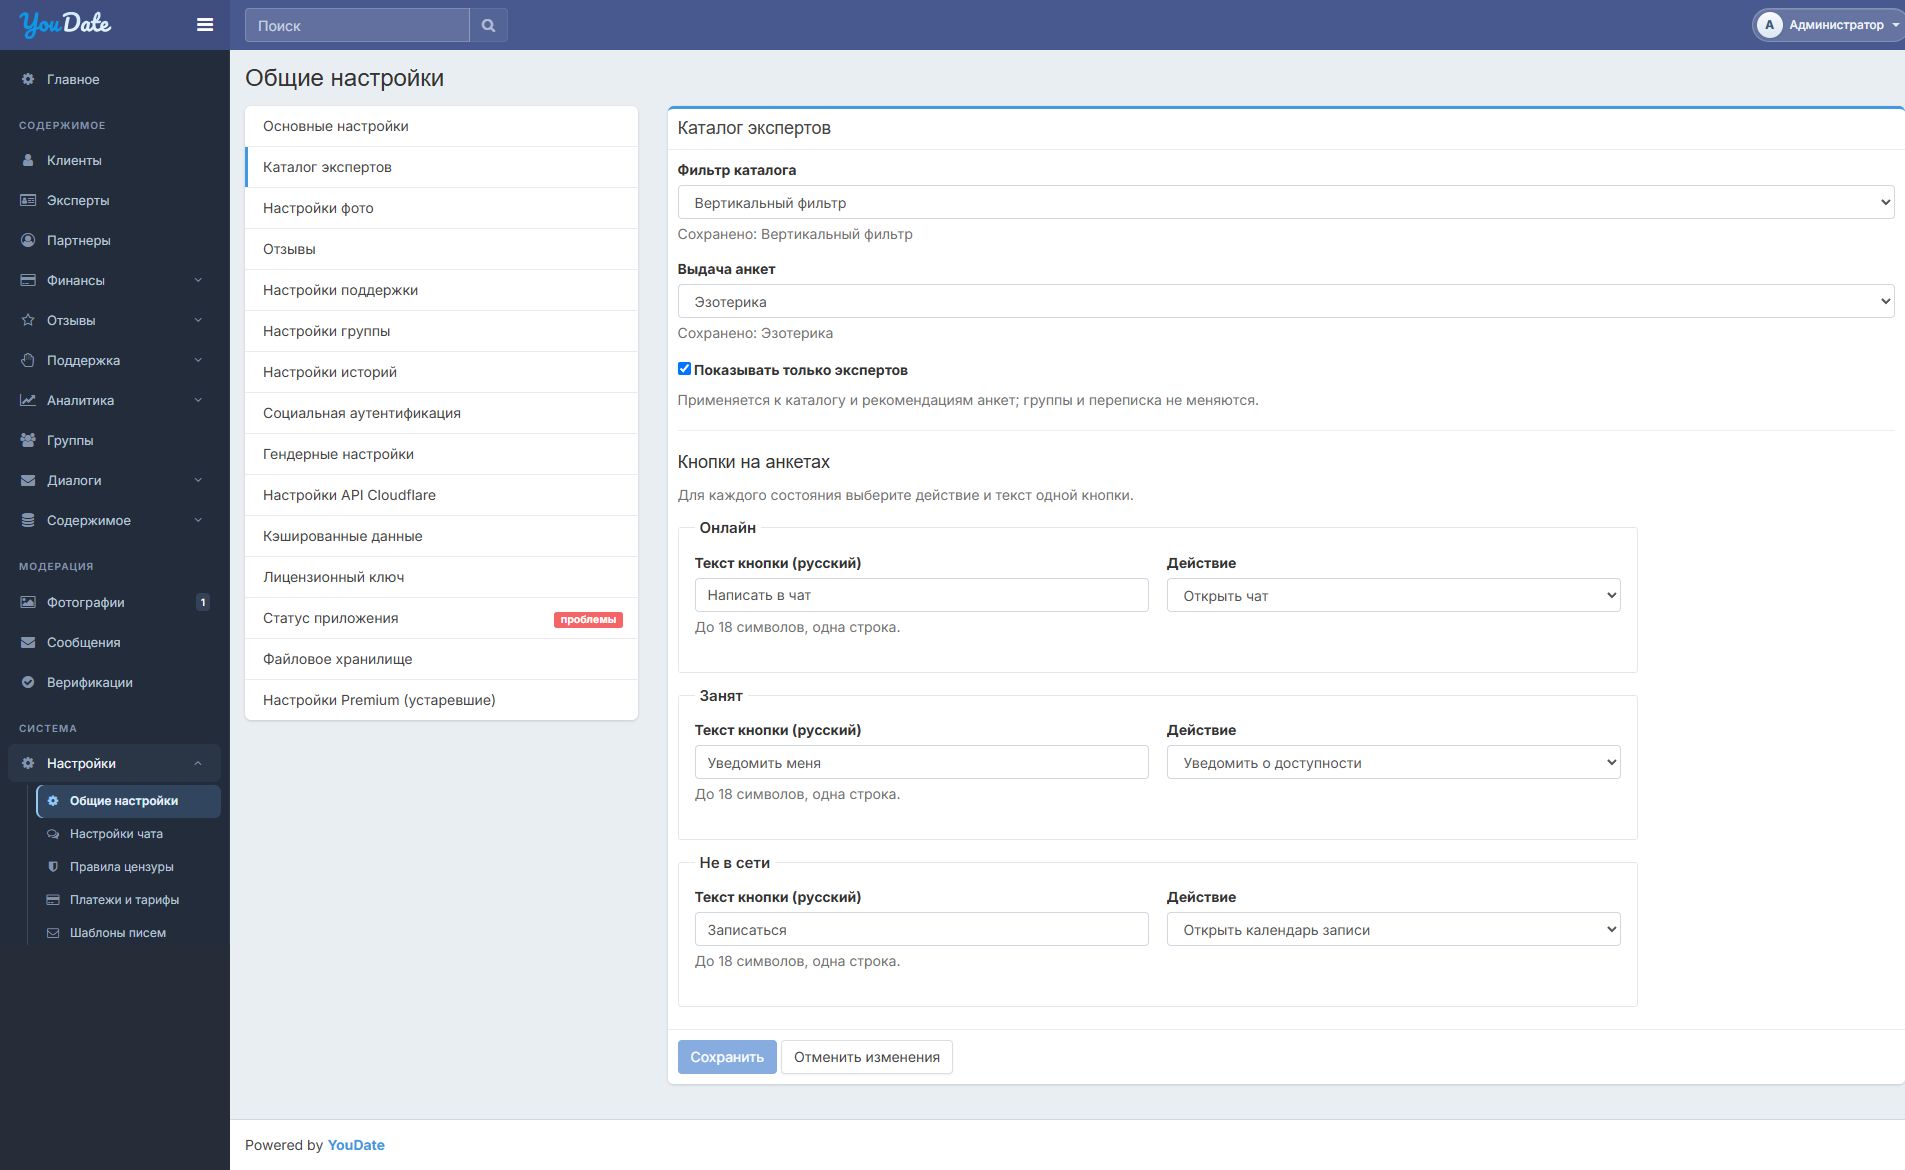 YouDate
Поиск
А Администратор
Главное
СОДЕРЖИМОЕ
Клиенты
Эксперты
Партнеры
Финансы
Отзывы
Поддержка
Аналитика
Группы
Диалоги
Содержимое
МОДЕРАЦИЯ
Фотографии 1
Сообщения
Верификации
СИСТЕМА
Настройки
Общие настройки
Настройки чата
Правила цензуры
Платежи и тарифы
Шаблоны писем
Общие настройки
Основные настройки
Каталог экспертов
Настройки фото
Отзывы
Настройки поддержки
Настройки группы
Настройки историй
Социальная аутентификация
Гендерные настройки
Настройки API Cloudflare
Кэшированные данные
Лицензионный ключ
Статус приложения проблемы
Файловое хранилище
Настройки Premium (устаревшие)
Каталог экспертов
Фильтр каталога
Вертикальный фильтр
Сохранено: Вертикальный фильтр
Выдача анкет
Эзотерика
Сохранено: Эзотерика
Показывать только экспертов
Применяется к каталогу и рекомендациям анкет; группы и переписка не меняются.
Кнопки на анкетах
Для каждого состояния выберите действие и текст одной кнопки.
Онлайн
Текст кнопки (русский) Действие
Написать в чат Открыть чат
До 18 символов, одна строка.
Занят
Текст кнопки (русский) Действие
Уведомить меня Уведомить о доступности
До 18 символов, одна строка.
Не в сети
Текст кнопки (русский) Действие
Записаться Открыть календарь записи
До 18 символов, одна строка.
Сохранить Отменить изменения
Powered by YouDate